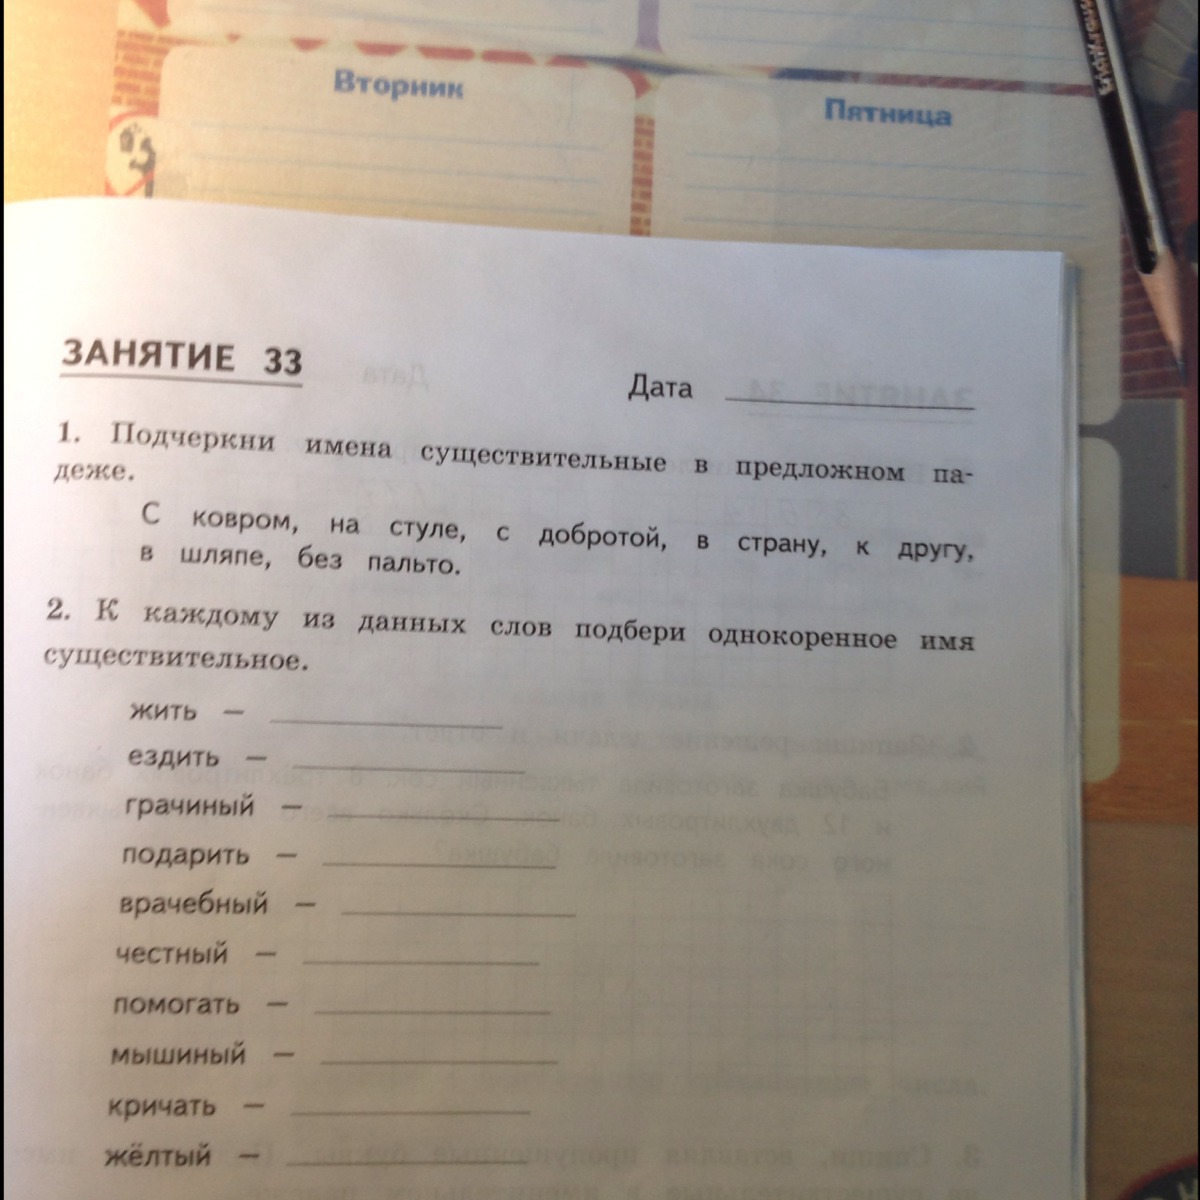 Вторник
Пятница
ЗАНЯТИЕ 33
Дата
1. Подчеркни имена существительные в предложном па-
деже.
С ковром, на стуле, с добротой, в страну, к другу,
в шляпе, без пальто.
2. К каждому из данных слов подбери однокоренное имя
существительное.
жить –
ездить –
грачиный –
подарить –
врачебный –
честный –
помогать –
мышиный –
кричать –
жёлтый –